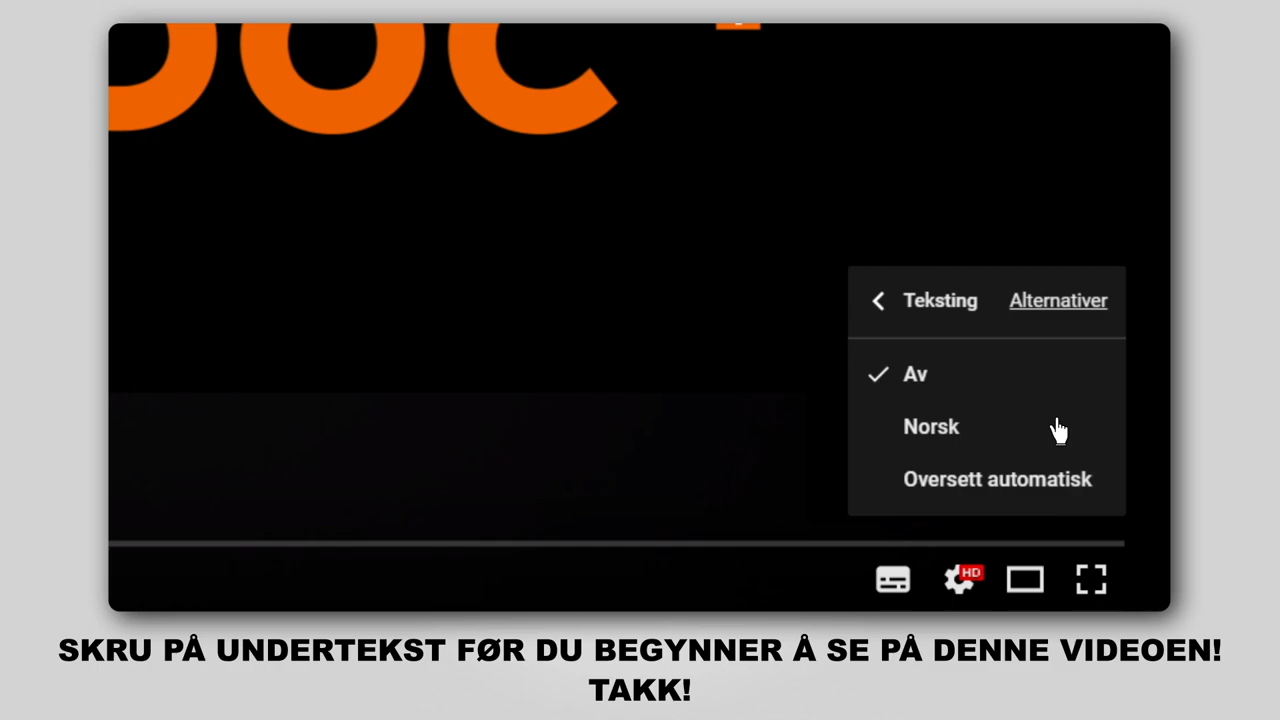 Teksting Alternativer
Av
Norsk
Oversett automatisk
HD
SKRU PÅ UNDERTEKST FØR DU BEGYNNER Å SE PÅ DENNE VIDEOEN!
TAKK!